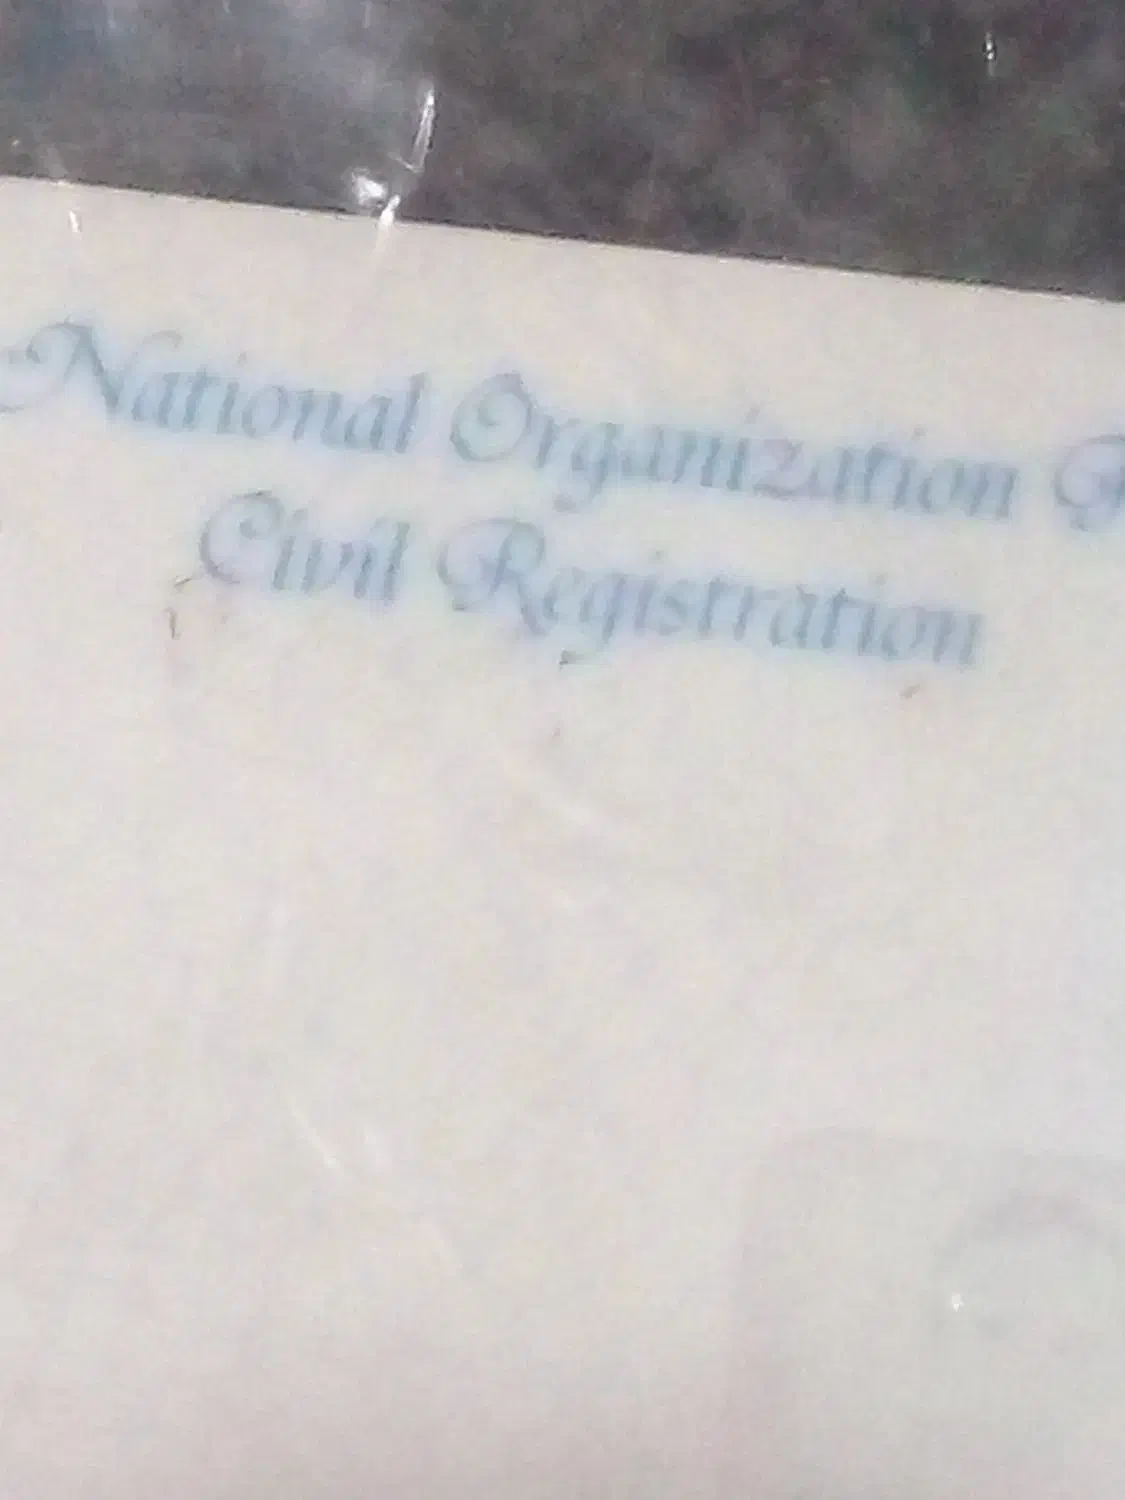 National Organization
Civil Registration